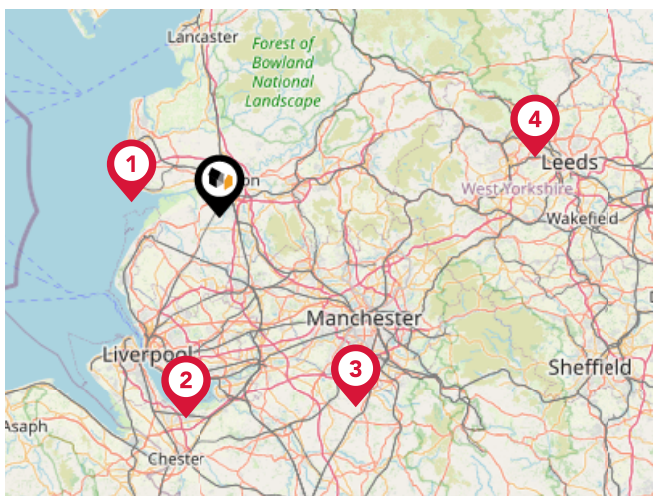 Lancaster
Forest of
Bowland
National
Landscape
4
1
on
Leeds
West Yorkshire
Wakefield
Manchester
Liverpool
3
2
Sheffield
Asaph
Chester